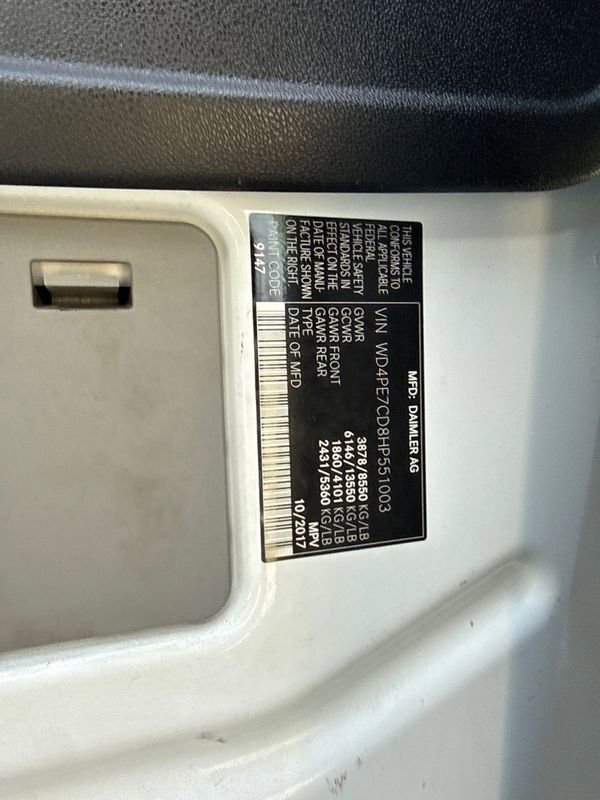 MFD: DAIMLER AG
THIS VEHICLE
CONFORMS TO
ALL APPLICABLE
FEDERAL
VEHICLE SAFETY
STANDARDS IN
EFFECT ON THE
DATE OF MANU
FACTURE SHOWN
ON THE RIGHT.
PAINT CODE
9147
VIN WD4PE7CD8HP551003
GVWR 3878/8550 KG/LB
GCWR 6146/13550 KG/LB
GAWR FRONT 1860/4101 KG/LB
GAWR REAR 2431/5360 KG/LB
TYPE MPV
DATE OF MFD 10/2017